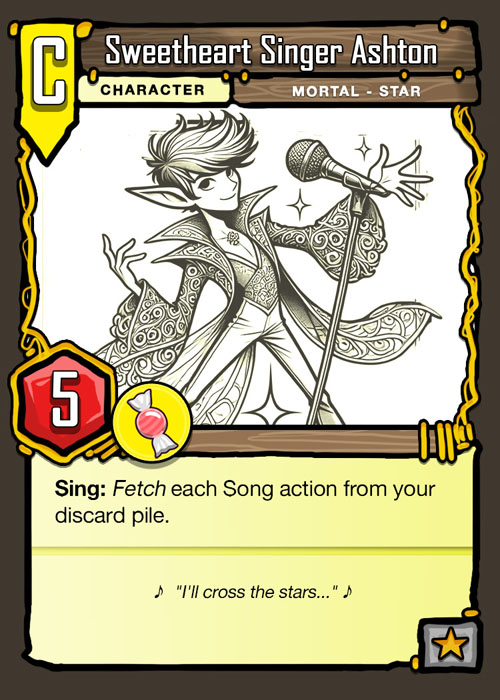 C
Sweetheart Singer Ashton
CHARACTER
MORTAL - STAR
5
Sing: Fetch each Song action from your
discard pile.
♪ "I'll cross the stars..." ♪